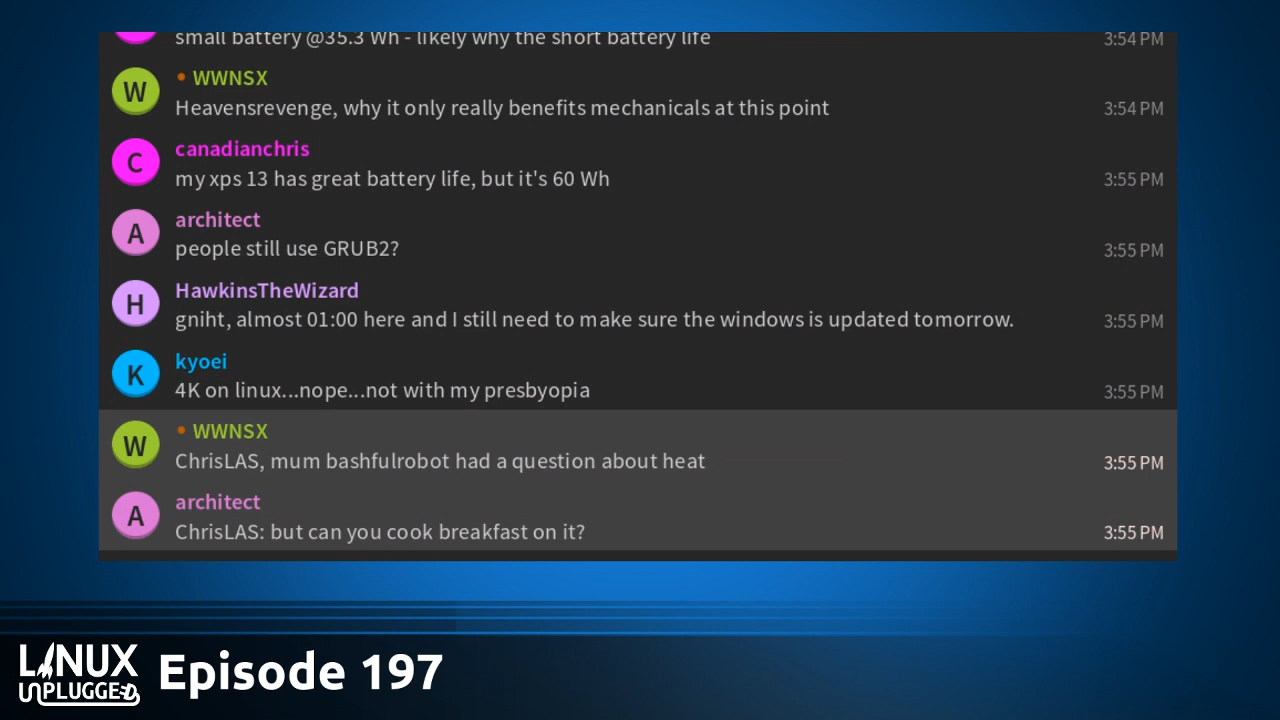 small battery @35.3 Wh - likely why the short battery life 3:54 PM
• WWNSX
Heavensrevenge, why it only really benefits mechanicals at this point 3:54 PM
W
canadianchris
my xps 13 has great battery life, but it's 60 Wh 3:55 PM
C
architect
people still use GRUB2? 3:55 PM
A
HawkinsTheWizard
gniht, almost 01:00 here and I still need to make sure the windows is updated tomorrow. 3:55 PM
H
kyoei
4K on linux...nope...not with my presbyopia 3:55 PM
K
• WWNSX
ChrisLAS, mum bashfulrobot had a question about heat 3:55 PM
W
architect
ChrisLAS: but can you cook breakfast on it? 3:55 PM
A
LINUX
UNPLUGGED
Episode 197